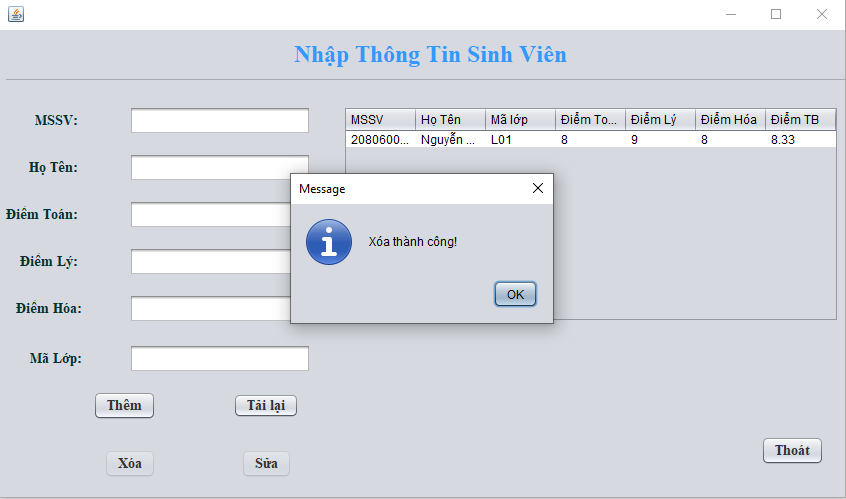 Nhập Thông Tin Sinh Viên
MSSV:
Họ Tên:
Điểm Toán:
Điểm Lý:
Điểm Hóa:
Mã Lớp:
MSSV Họ Tên Mã lớp Điểm To... Điểm Lý Điểm Hóa Điểm TB
2080600... Nguyễn ... L01 8 9 8 8.33
Message
Xóa thành công!
OK
Thêm Tải lại
Xóa Sửa
Thoát